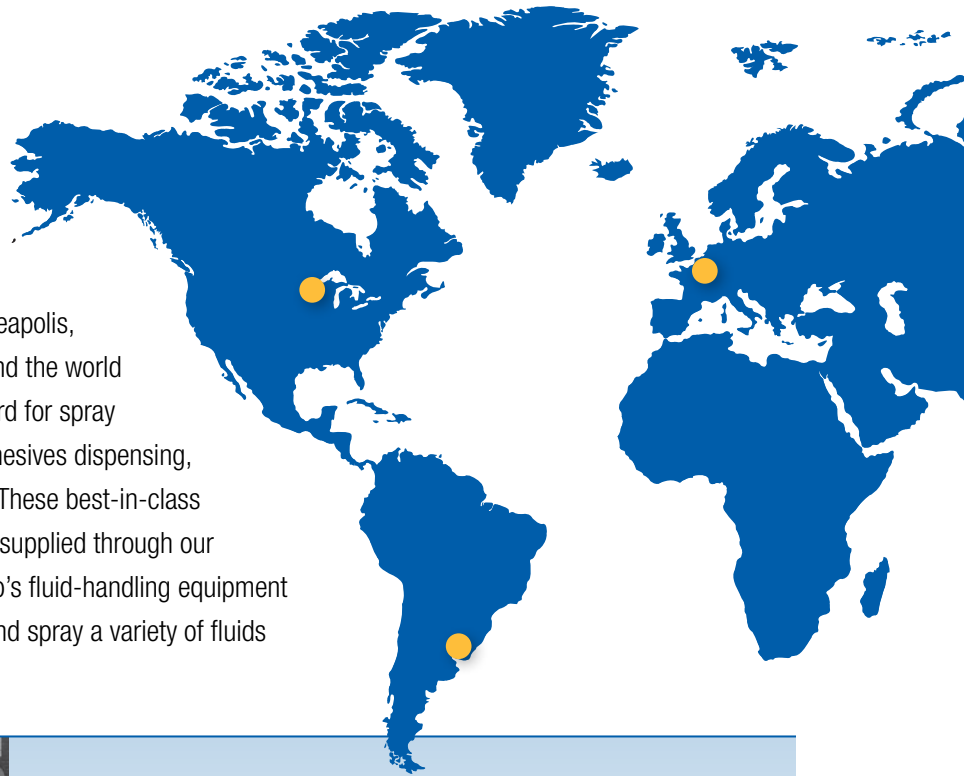 eapolis,
nd the world
rd for spray
nesives dispensing,
These best-in-class
supplied through our
o's fluid-handling equipment
nd spray a variety of fluids